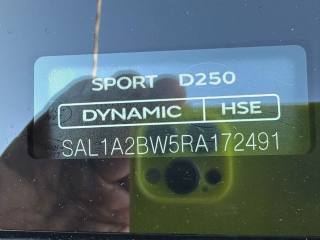 SPORT D250
DYNAMIC HSE
SAL1A2BW5RA172491